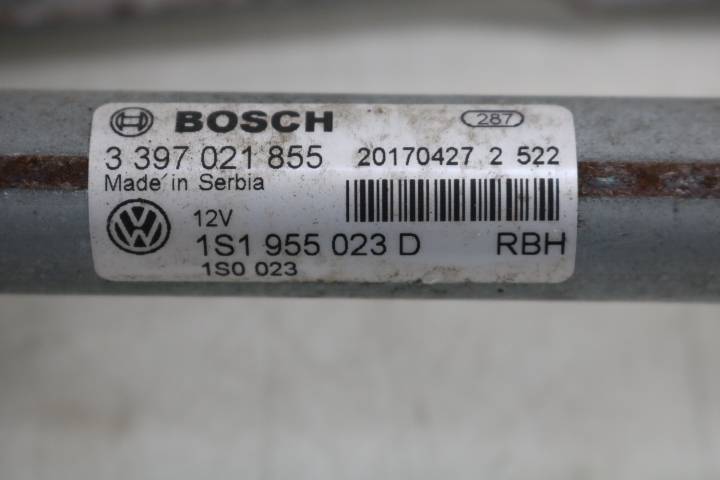 BOSCH 287
3 397 021 855 20170427 2 522
Made in Serbia
12V
1S1 955 023 D RBH
1S0 023